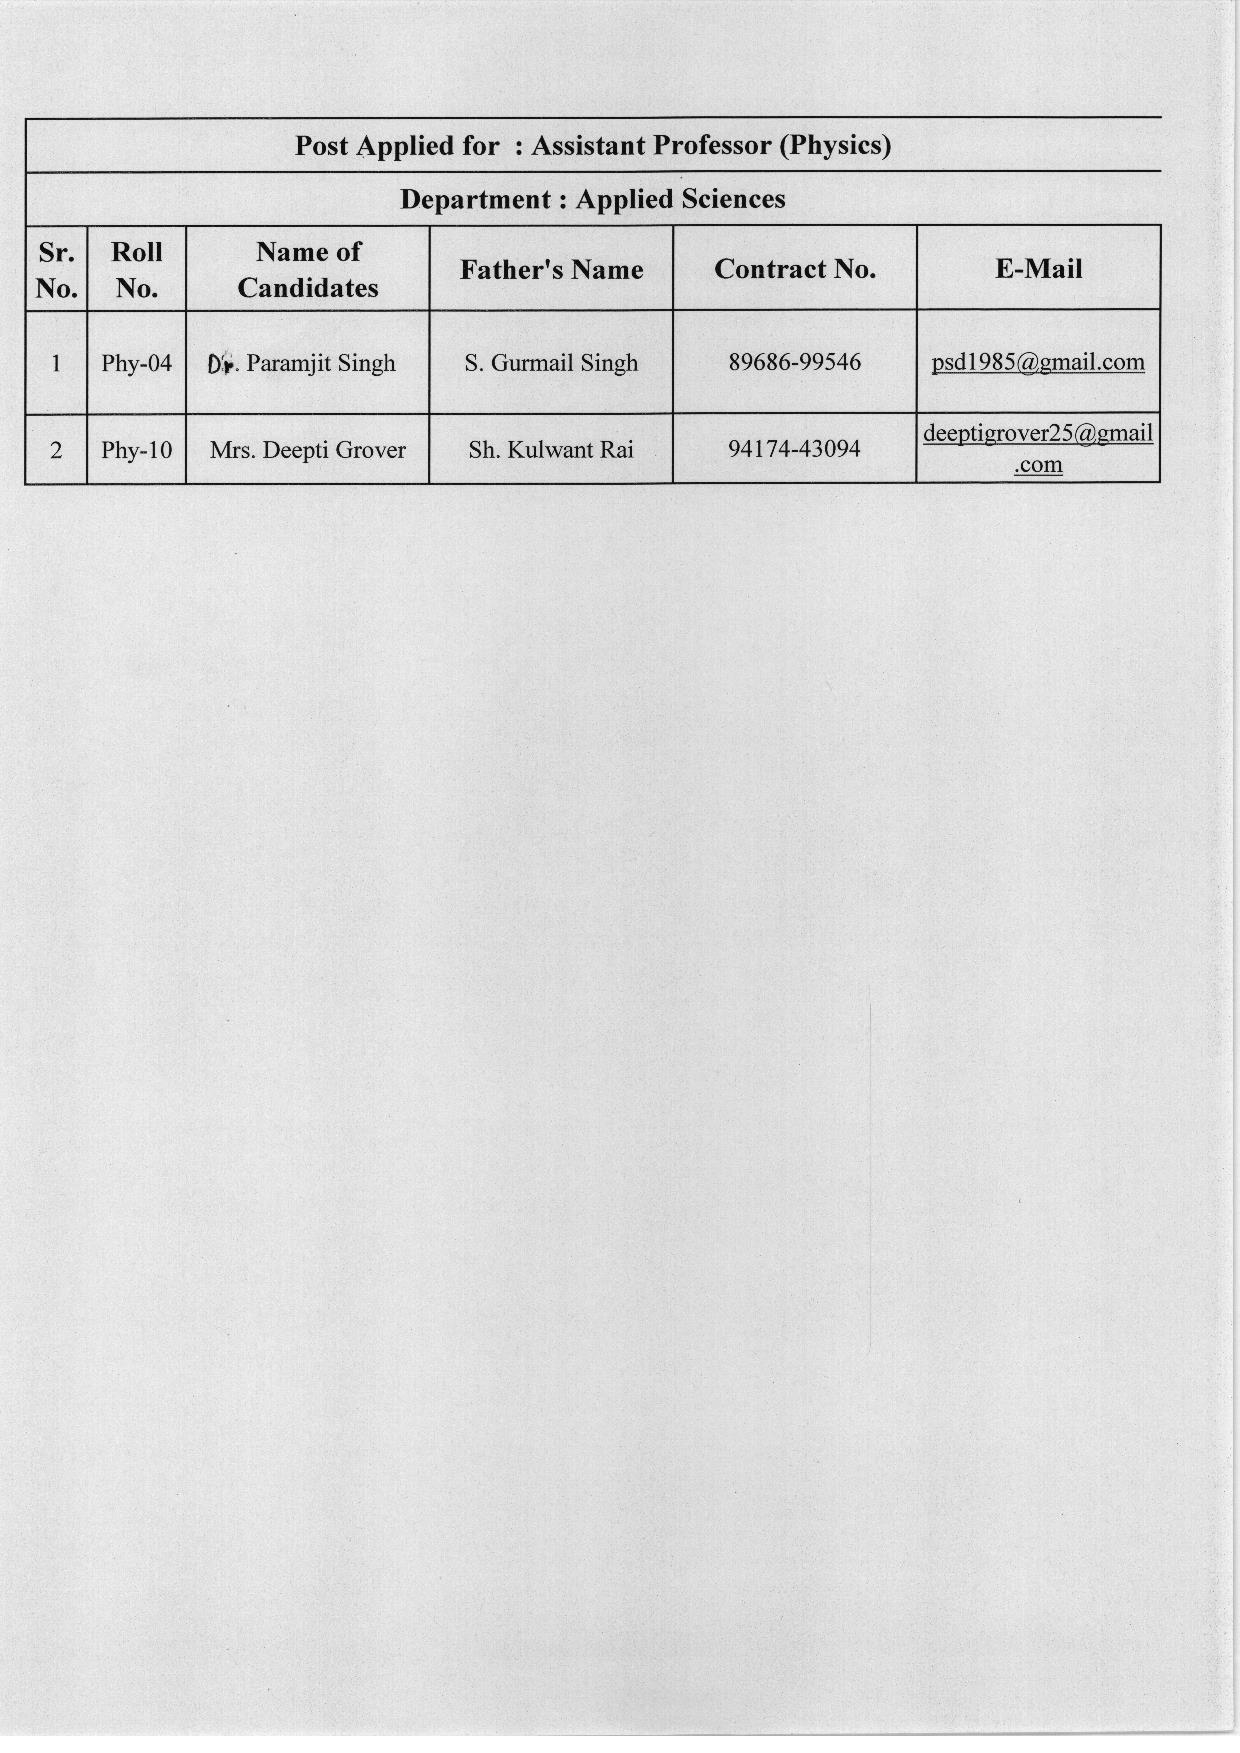 Post Applied for : Assistant Professor (Physics)
Department : Applied Sciences
Sr. No. Roll No. Name of Candidates Father's Name Contract No. E-Mail
1 Phy-04 Dr. Paramjit Singh S. Gurmail Singh 89686-99546 psd1985@gmail.com
2 Phy-10 Mrs. Deepti Grover Sh. Kulwant Rai 94174-43094 deeptigrover25@gmail
.com